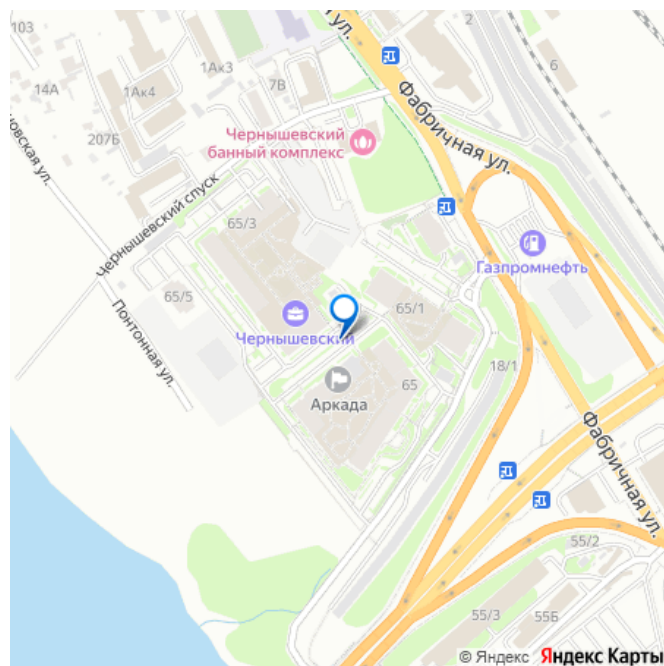 103
2
ул.
1Ак3
14А
1Ак4
7В
6
Фабричная ул.
207Б
Чернышевский
банный комплекс
новская ул.
Чернышевский спуск
65/3
Газпромнефть
65/5
65/1
Понтонная ул.
Чернышевский
18/1
65
Аркада
Фабричная ул.
55/2
55/3
55Б
© Яндекс Яндекс Карты